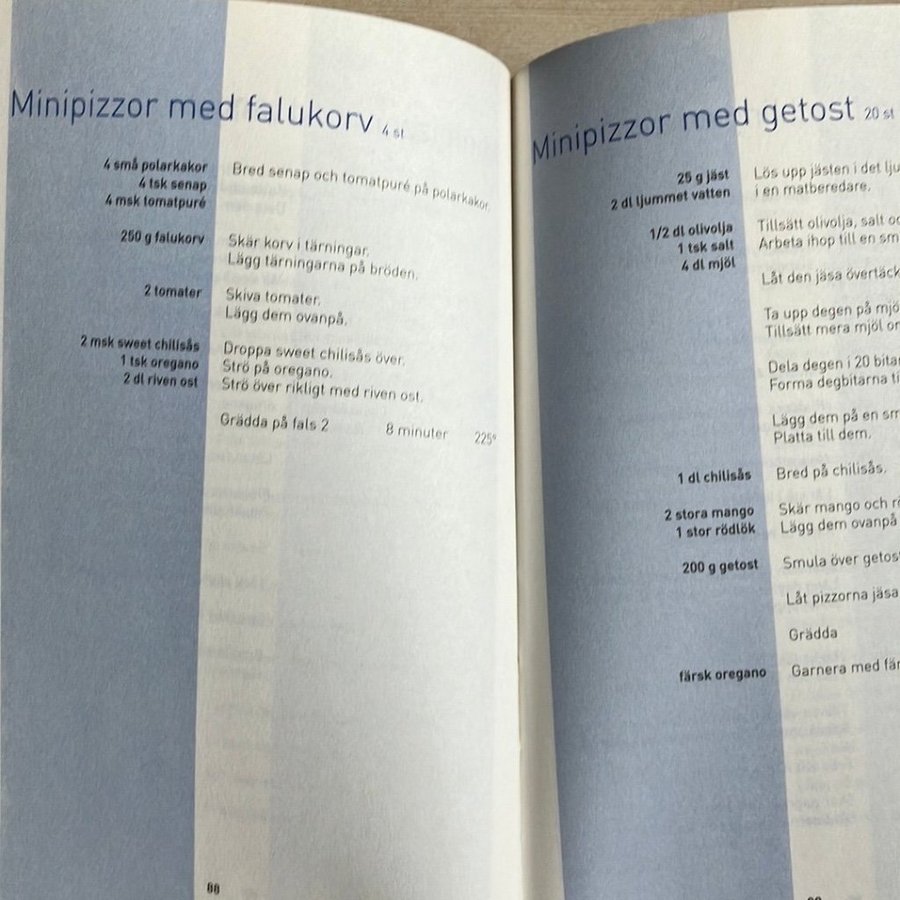 Minipizzor med falukorv 4 st
4 små polarkakor
4 tsk senap
4 msk tomatpuré
Bred senap och tomatpuré på polarkakor.
250 g falukorv
Skär korv i tärningar.
Lägg tärningarna på bröden.
2 tomater
Skiva tomater.
Lägg dem ovanpå.
2 msk sweet chilisås
1 tsk oregano
2 dl riven ost
Droppa sweet chilisås över.
Strö på oregano.
Strö över rikligt med riven ost.
Grädda på fals 2 8 minuter 225°
88
Minipizzor med getost 20 st
25 g jäst
2 dl ljummet vatten
Lös upp jästen i det
i en matberedare.
1/2 dl olivolja
1 tsk salt
4 dl mjöl
Tillsätt olivolja, salt
Arbeta ihop till en
Låt den jäsa
Ta upp degen på
Tillsätt mera mjöl
Dela degen i 20
Forma degbitarna
Lägg dem på en
Platta till dem.
1 dl chilisås
Bred på chilisås.
2 stora mango
1 stor rödlök
Skär mango och
Lägg dem ovanpå
200 g getost
Smula över getost
Låt pizzorna jäsa
Grädda
färsk oregano
Garnera med